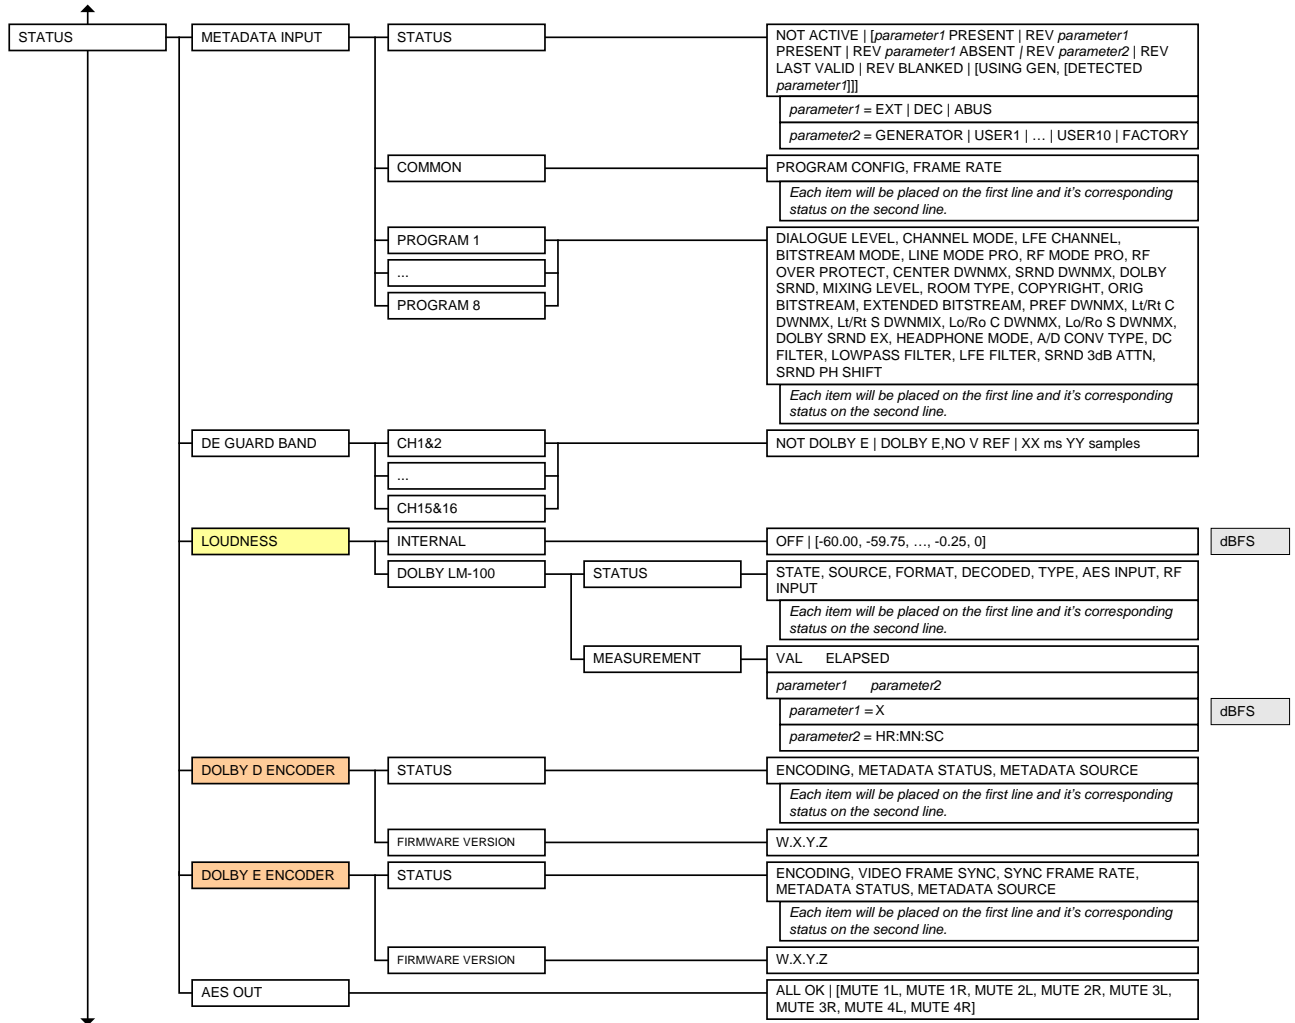 STATUS
METADATA INPUT
STATUS
NOT ACTIVE | [parameter1 PRESENT | REV parameter1
PRESENT | REV parameter1 ABSENT | REV parameter2 | REV
LAST VALID | REV BLANKED | [USING GEN, [DETECTED
parameter1]]]
parameter1 = EXT | DEC | ABUS
parameter2 = GENERATOR | USER1 | … | USER10 | FACTORY
COMMON
PROGRAM CONFIG, FRAME RATE
Each item will be placed on the first line and it's corresponding
status on the second line.
PROGRAM 1
...
PROGRAM 8
DIALOGUE LEVEL, CHANNEL MODE, LFE CHANNEL,
BITSTREAM MODE, LINE MODE PRO, RF MODE PRO, RF
OVER PROTECT, CENTER DWNMX, SRND DWNMX, DOLBY
SRND, MIXING LEVEL, ROOM TYPE, COPYRIGHT, ORIG
BITSTREAM, EXTENDED BITSTREAM, PREF DWNMX, Lt/Rt C
DWNMX, Lt/Rt S DWNMIX, Lo/Ro C DWNMX, Lo/Ro S DWNMX,
DOLBY SRND EX, HEADPHONE MODE, A/D CONV TYPE, DC
FILTER, LOWPASS FILTER, LFE FILTER, SRND 3dB ATTN,
SRND PH SHIFT
Each item will be placed on the first line and it's corresponding
status on the second line.
DE GUARD BAND
CH1&2
...
CH15&16
NOT DOLBY E | DOLBY E,NO V REF | XX ms YY samples
LOUDNESS
INTERNAL
OFF | [-60.00, -59.75, …, -0.25, 0]
dBFS
DOLBY LM-100
STATUS
STATE, SOURCE, FORMAT, DECODED, TYPE, AES INPUT, RF
INPUT
Each item will be placed on the first line and it's corresponding
status on the second line.
MEASUREMENT
VAL ELAPSED
parameter1 parameter2
parameter1 = X
dBFS
parameter2 = HR:MN:SC
DOLBY D ENCODER
STATUS
ENCODING, METADATA STATUS, METADATA SOURCE
Each item will be placed on the first line and it's corresponding
status on the second line.
FIRMWARE VERSION
W.X.Y.Z
DOLBY E ENCODER
STATUS
ENCODING, VIDEO FRAME SYNC, SYNC FRAME RATE,
METADATA STATUS, METADATA SOURCE
Each item will be placed on the first line and it's corresponding
status on the second line.
FIRMWARE VERSION
W.X.Y.Z
AES OUT
ALL OK | [MUTE 1L, MUTE 1R, MUTE 2L, MUTE 2R, MUTE 3L,
MUTE 3R, MUTE 4L, MUTE 4R]